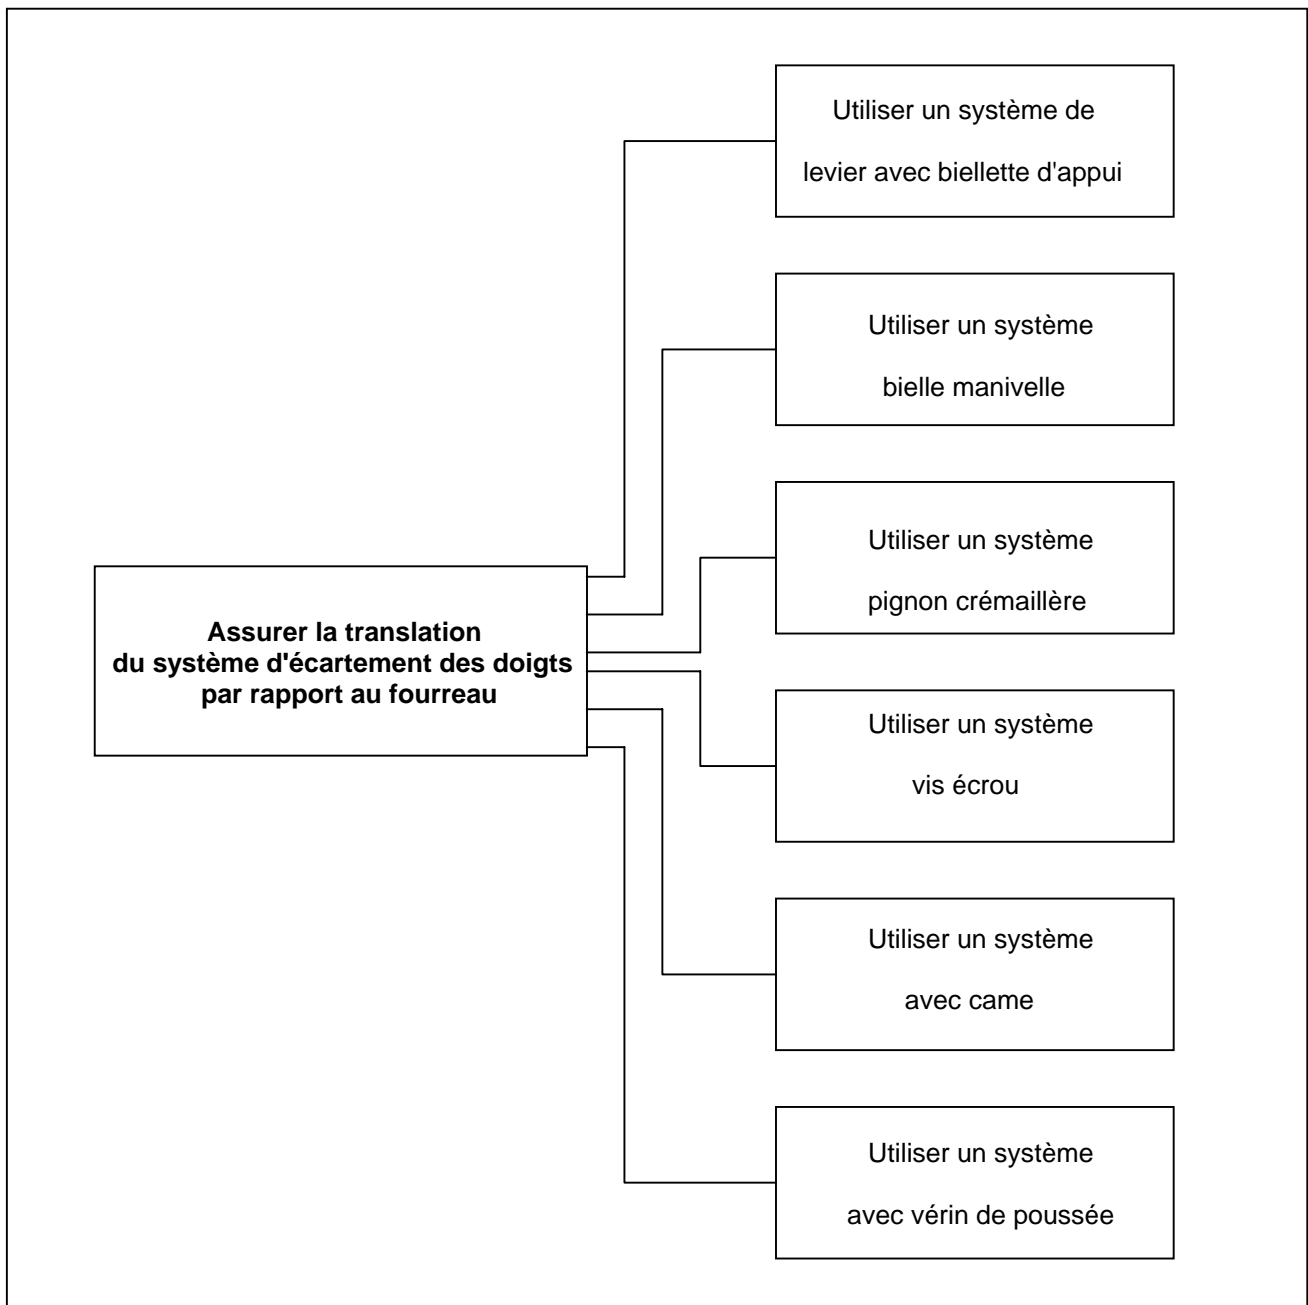 Utiliser un système de
levier avec biellette d'appui
Utiliser un système
bielle manivelle
Utiliser un système
pignon crémaillère
Assurer la translation
du système d'écartement des doigts
par rapport au fourreau
Utiliser un système
vis écrou
Utiliser un système
avec came
Utiliser un système
avec vérin de poussée